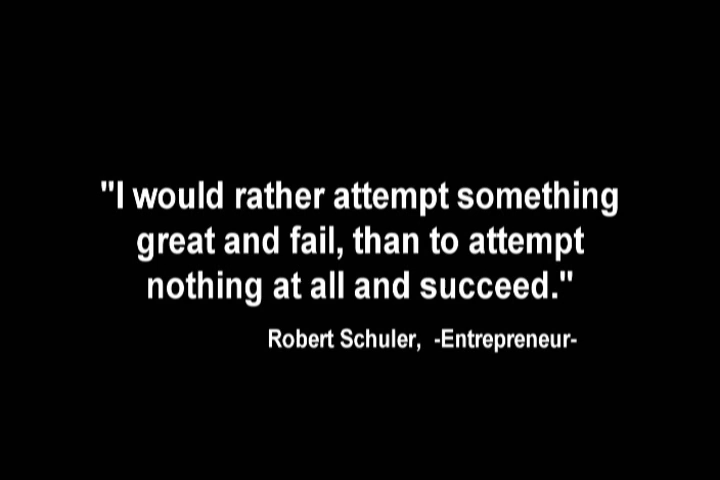 "I would rather attempt something
great and fail, than to attempt
nothing at all and succeed."
Robert Schuler, -Entrepreneur-